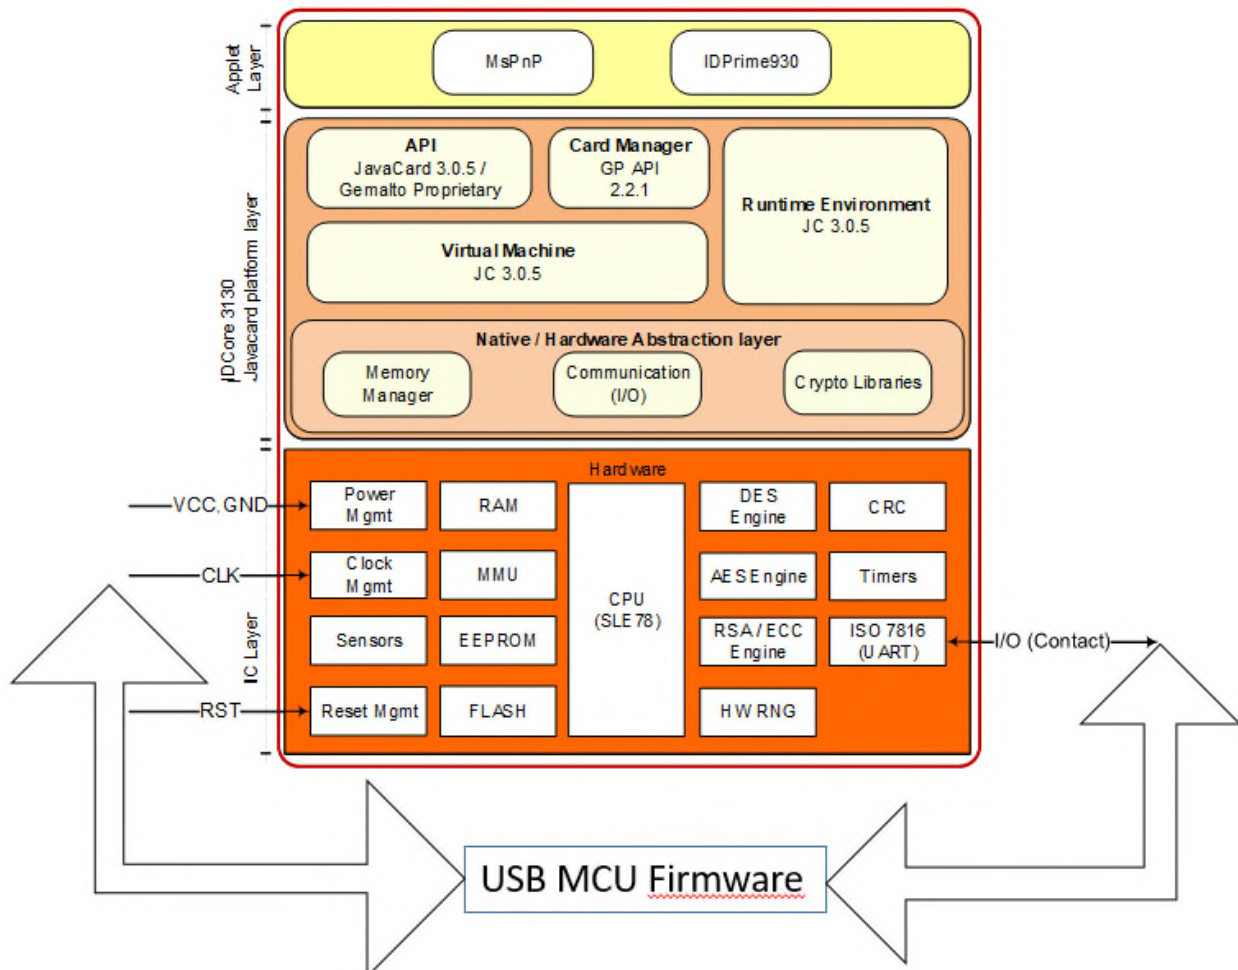 Applet
Layer
MsPnP
IDPrime930
IDCore 3130
Javacard platform layer
API
JavaCard 3.0.5 /
Gemalto Proprietary
Card Manager
GP API
2.2.1
Runtime Environment
JC 3.0.5
Virtual Machine
JC 3.0.5
Native / Hardware Abstraction layer
Memory
Manager
Communication
(I/O)
Crypto Libraries
IC Layer
Hardware
VCC, GND
Power
Mgmt
RAM
CPU
(SLE78)
DES
Engine
CRC
CLK
Clock
Mgmt
MMU
AES Engine
Timers
Sensors
EEPROM
RSA / ECC
Engine
ISO 7816
(UART)
I/O (Contact)
RST
Reset Mgmt
FLASH
HW RNG
USB MCU Firmware